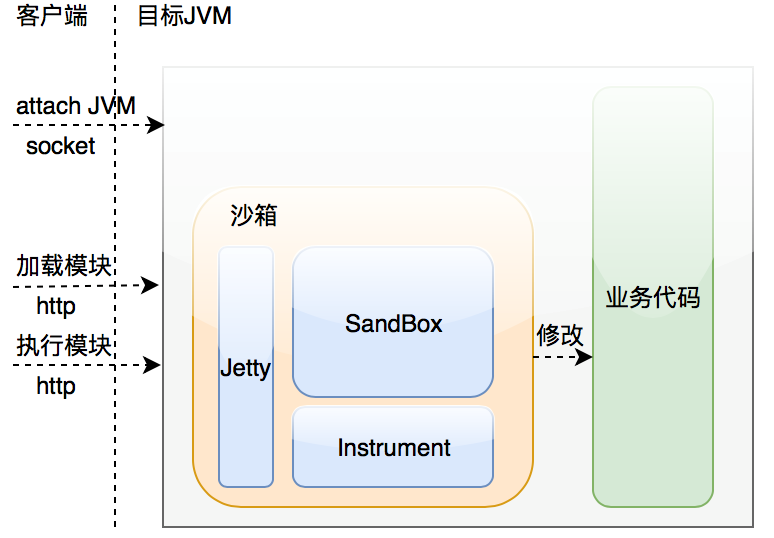 客户端
目标JVM
attach JVM
socket
沙箱
加载模块
http
执行模块
http
Jetty
SandBox
Instrument
修改
业务代码